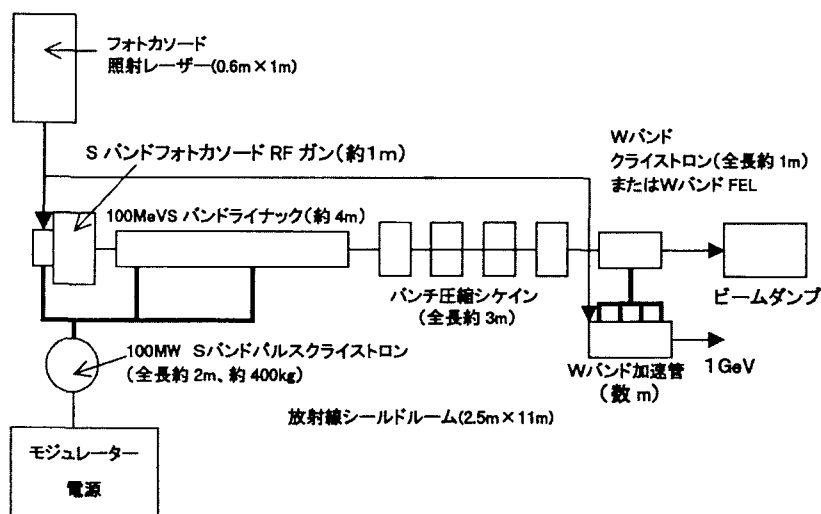 フォトカソード
照射レーザー(0.6m×1m)
Sバンドフォトカソード RF ガン(約1m)
Wバンド
クライストロン(全長約1m)
またはWバンド FEL
100MeVS バンドライナック(約 4m)
バンチ圧縮シケイン
(全長約 3m)
ビームダンプ
100MW Sバンドパルスクライストロン
(全長約2m、約 400kg)
Wバンド加速管
(数 m)
1GeV
放射線シールドルーム(2.5m×11m)
モジュレーター
電源